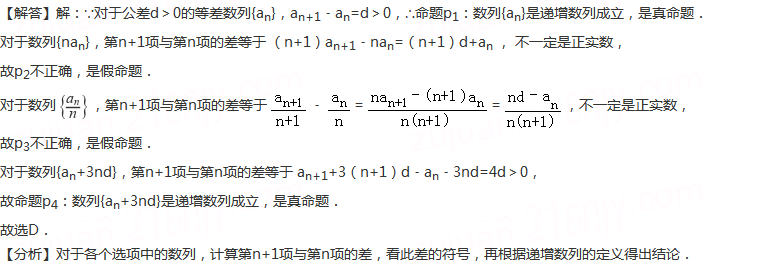 【解答】解：∵对于公差d＞0的等差数列{aₙ}，aₙ₊₁﹣aₙ=d＞0，∴命题p₁：数列{aₙ}是递增数列成立，是真命题．
对于数列{naₙ}，第n+1项与第n项的差等于（n+1）aₙ₊₁﹣naₙ=（n+1）d+aₙ，不一定是正实数，
故p₂不正确，是假命题．
对于数列{aₙ/n}，第n+1项与第n项的差等于 aₙ₊₁/(n+1) - aₙ/n = (naₙ₊₁-(n+1)aₙ)/(n(n+1)) = (nd-aₙ)/(n(n+1))，不一定是正实数，
故p₃不正确，是假命题．
对于数列{aₙ+3nd}，第n+1项与第n项的差等于 aₙ₊₁+3（n+1）d﹣aₙ﹣3nd=4d＞0，
故命题p₄：数列{aₙ+3nd}是递增数列成立，是真命题．
故选D．
【分析】对于各个选项中的数列，计算第n+1项与第n项的差，看此差的符号，再根据递增数列的定义得出结论．